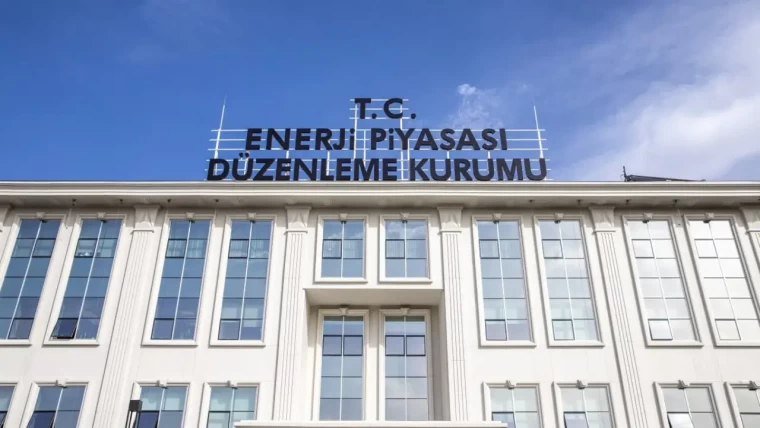 T.C.
ENERJİ PİYASASI
DÜZENLEME KURUMU